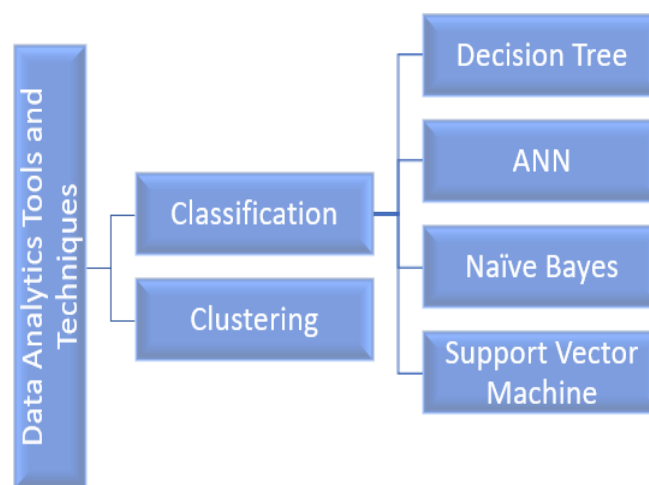 Data Analytics Tools and
Techniques
Classification
Clustering
Decision Tree
ANN
Naïve Bayes
Support Vector
Machine